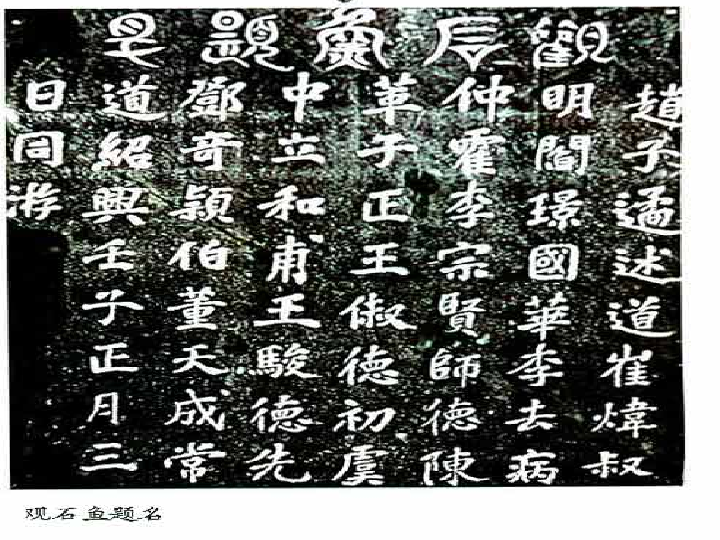 觀石魚題名
趙子遹述道崔煒叔
明閻璟國華李去病
仲霍李宗賢師德陳
革子正王俶德初虞
中立和甫王駿德先
鄧奇穎伯董天成常
道紹興壬子正月三
日同游
观石鱼题名